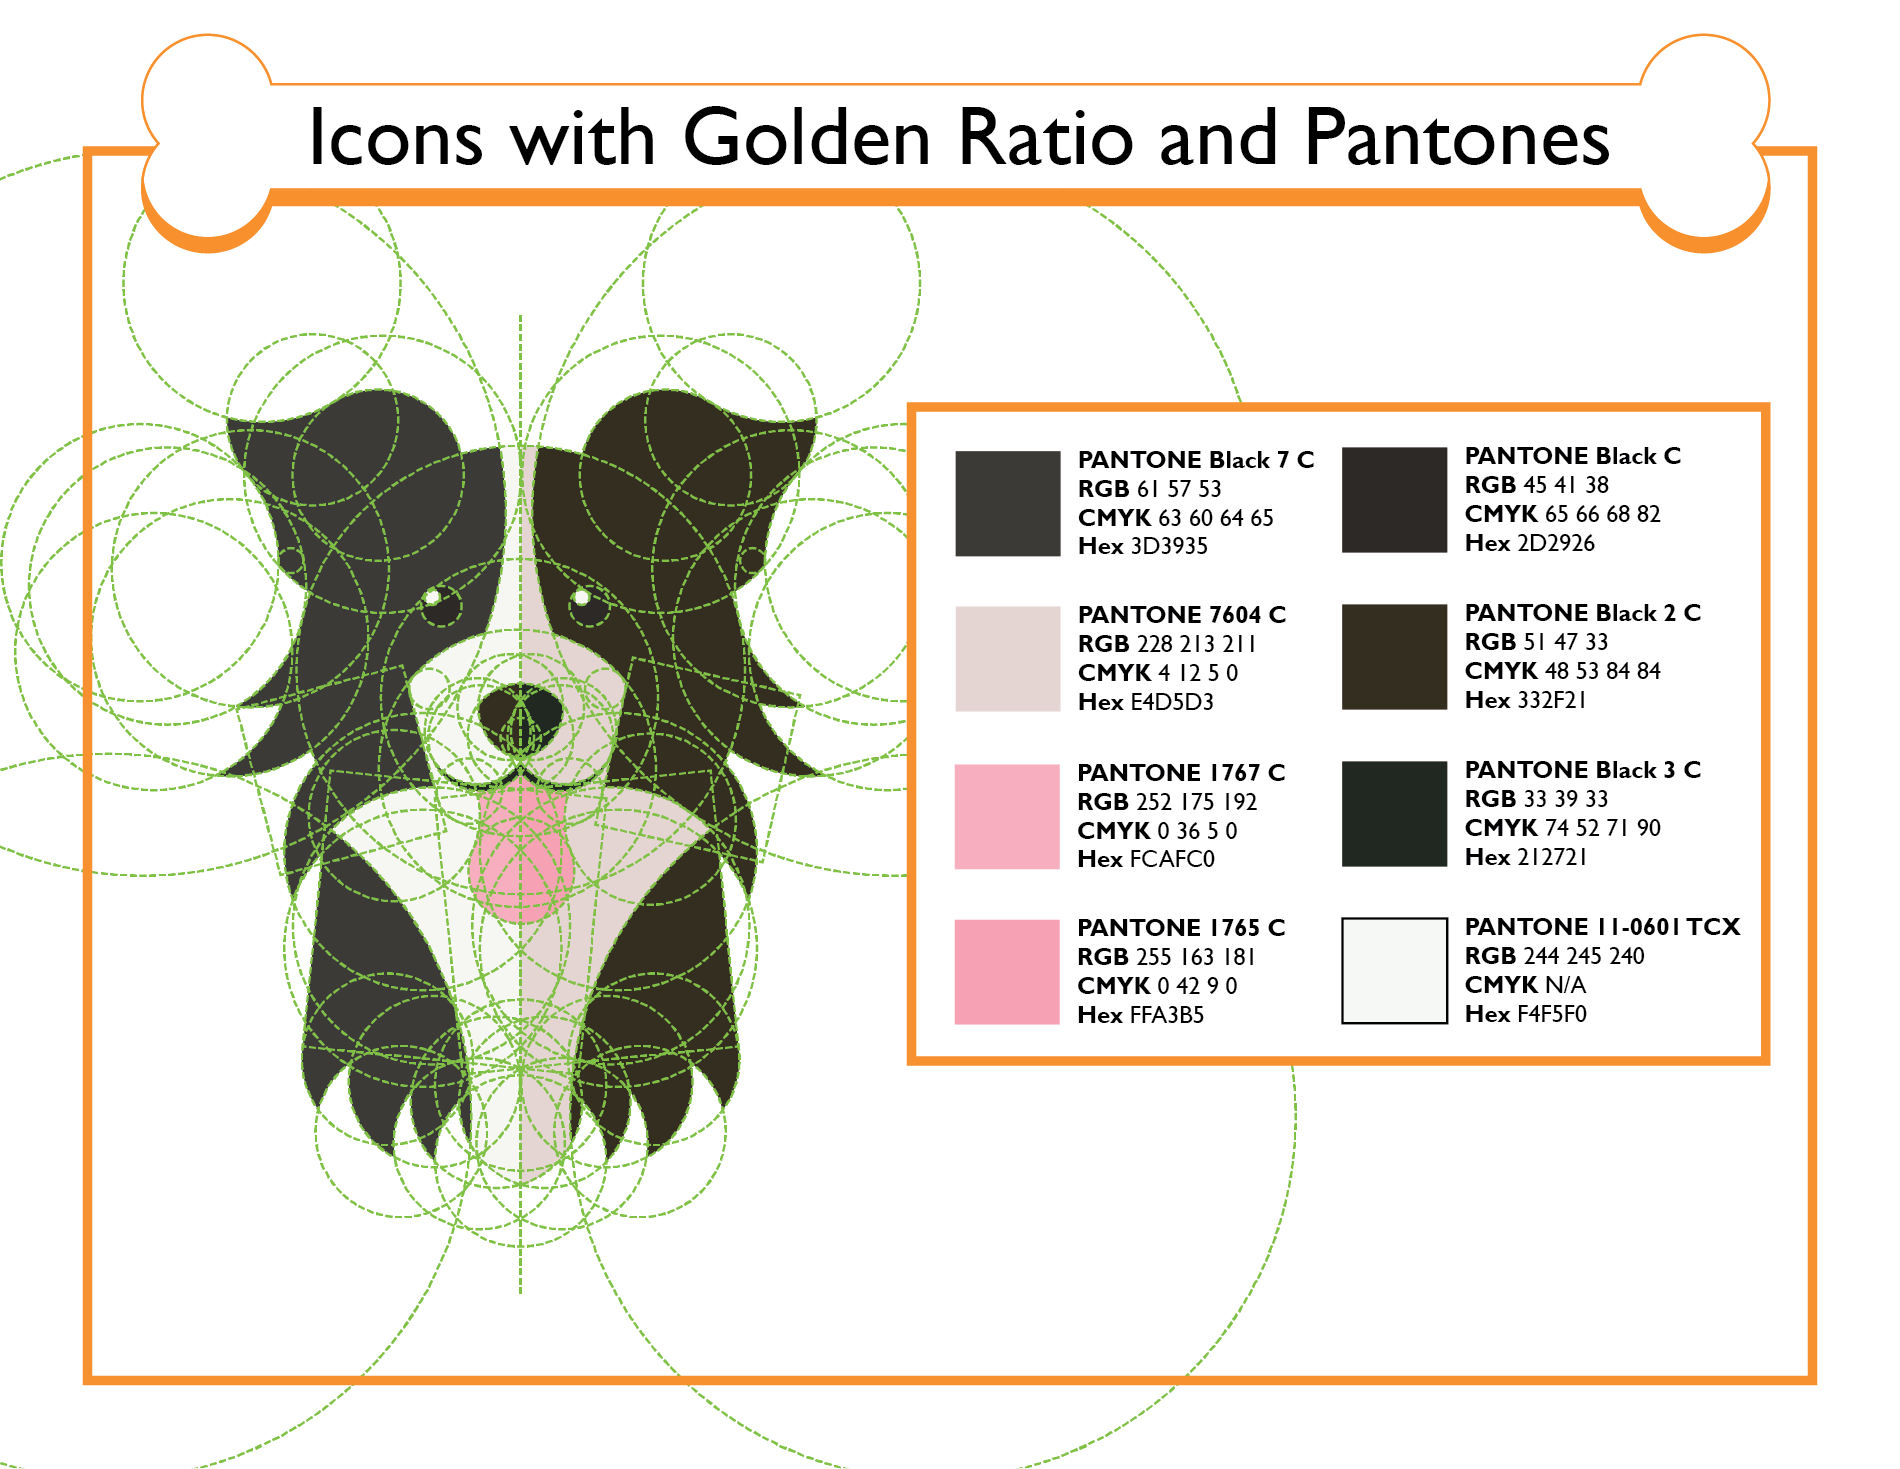 Icons with Golden Ratio and Pantones
PANTONE Black 7 C
RGB 61 57 53
CMYK 63 60 64 65
Hex 3D3935
PANTONE Black C
RGB 45 41 38
CMYK 65 66 68 82
Hex 2D2926
PANTONE 7604 C
RGB 228 213 211
CMYK 4 12 5 0
Hex E4D5D3
PANTONE Black 2 C
RGB 51 47 33
CMYK 48 53 84 84
Hex 332F21
PANTONE 1767 C
RGB 252 175 192
CMYK 0 36 5 0
Hex FCAFC0
PANTONE Black 3 C
RGB 33 39 33
CMYK 74 52 71 90
Hex 212721
PANTONE 1765 C
RGB 255 163 181
CMYK 0 42 9 0
Hex FFA3B5
PANTONE 11-0601 TCX
RGB 244 245 240
CMYK N/A
Hex F4F5F0